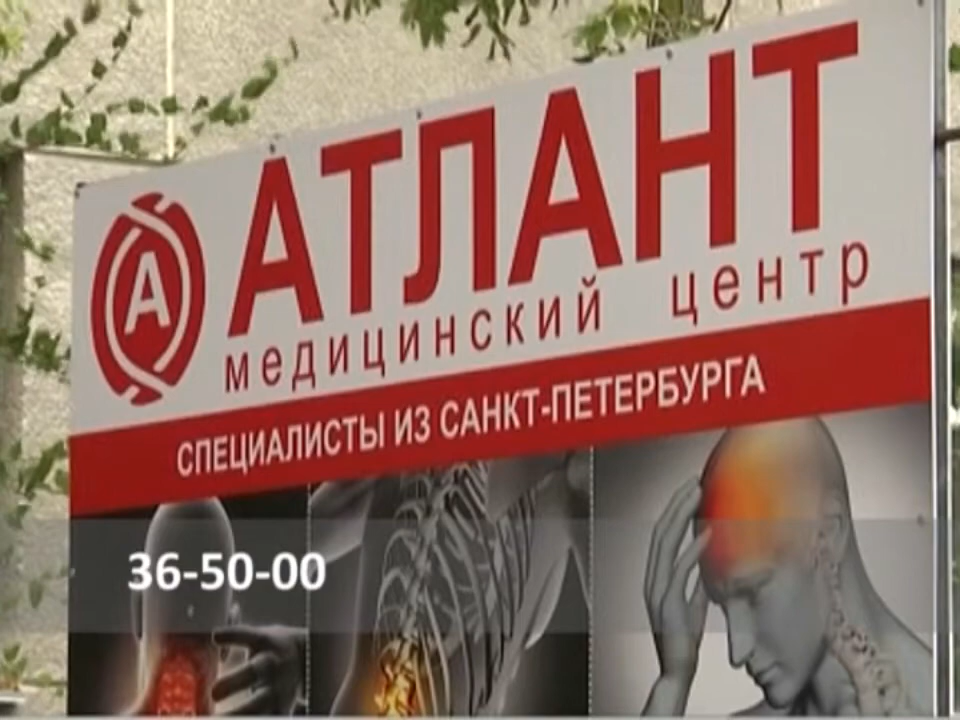 А
АТЛАНТ
медицинский центр
СПЕЦИАЛИСТЫ ИЗ САНКТ-ПЕТЕРБУРГА
36-50-00